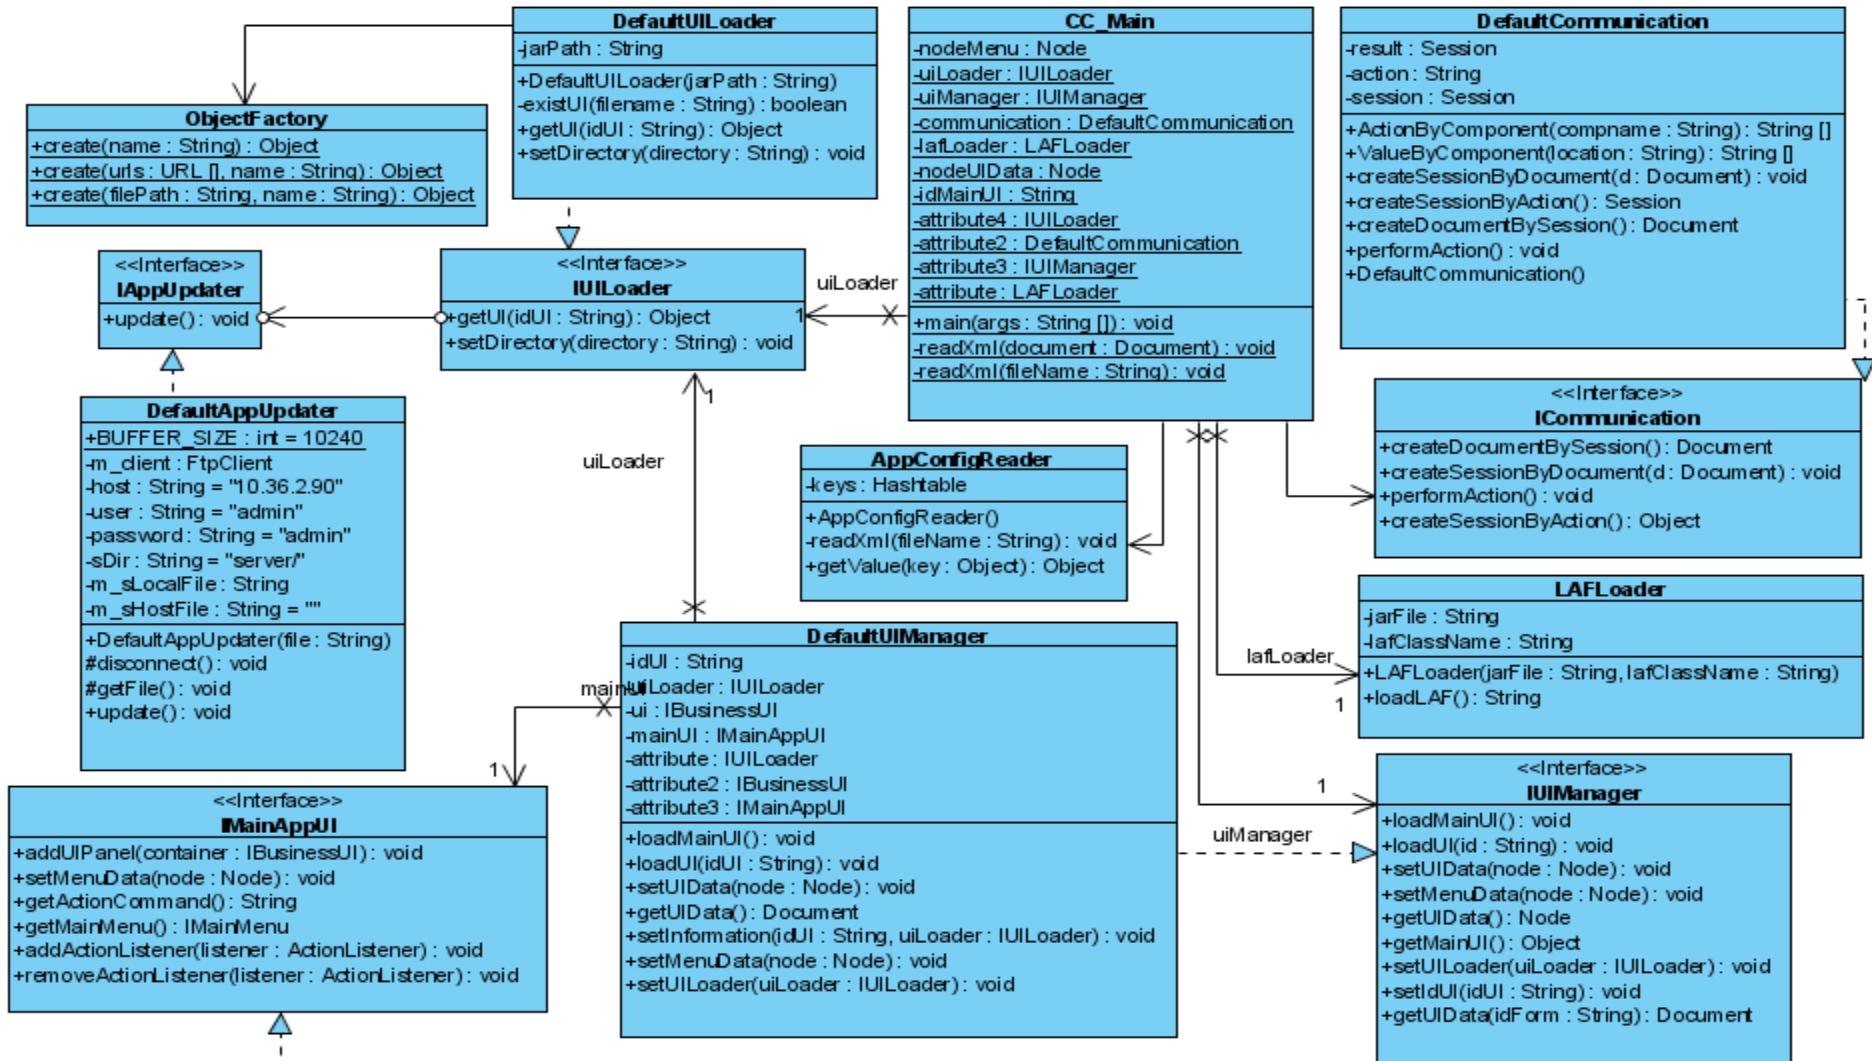 DefaultUILoader
-jarPath : String
+DefaultUILoader(jarPath : String)
-existUI(filename : String) : boolean
+getUI(idUI : String) : Object
+setDirectory(directory : String) : void
CC_Main
-nodeMenu : Node
-uiLoader : IUILoader
-uiManager : IUIManager
-communication : DefaultCommunication
-lafLoader : LAFLoader
-nodeUIData : Node
-idMainUI : String
-attribute4 : IUILoader
-attribute2 : DefaultCommunication
-attribute3 : IUIManager
-attribute : LAFLoader
+main(args : String []) : void
-readXml(document : Document) : void
-readXml(fileName : String) : void
DefaultCommunication
-result : Session
-action : String
-session : Session
+ActionByComponent(compname : String) : String []
+ValueByComponent(location : String) : String []
+createSessionByDocument(d : Document) : void
+createSessionByAction() : Session
+createDocumentBySession() : Document
+performAction() : void
+DefaultCommunication()
ObjectFactory
+create(name : String) : Object
+create(urls : URL [], name : String) : Object
+create(filePath : String, name : String) : Object
<<Interface>>
IAppUpdater
+update() : void
<<Interface>>
IUILoader
+getUI(idUI : String) : Object
+setDirectory(directory : String) : void
uiLoader
1
<<Interface>>
ICommunication
+createDocumentBySession() : Document
+createSessionByDocument(d : Document) : void
+performAction() : void
+createSessionByAction() : Object
DefaultAppUpdater
+BUFFER_SIZE : int = 10240
-m_client : FtpClient
-host : String = "10.36.2.90"
-user : String = "admin"
-password : String = "admin"
-sDir : String = "server/"
-m_sLocalFile : String
-m_sHostFile : String = ""
+DefaultAppUpdater(file : String)
#disconnect() : void
#getFile() : void
+update() : void
1
uiLoader
AppConfigReader
-keys : Hashtable
+AppConfigReader()
-readXml(fileName : String) : void
+getValue(key : Object) : Object
LAFLoader
-jarFile : String
-lafClassName : String
+LAFLoader(jarFile : String, lafClassName : String)
+loadLAF() : String
lafLoader
1
DefaultUIManager
-idUI : String
-uiLoader : IUILoader
-ui : IBusinessUI
-mainUI : IMainAppUI
-attribute : IUILoader
-attribute2 : IBusinessUI
-attribute3 : IMainAppUI
+loadMainUI() : void
+loadUI(idUI : String) : void
+setUIData(node : Node) : void
+getUIData() : Document
+setInformation(idUI : String, uiLoader : IUILoader) : void
+setMenuData(node : Node) : void
+setUILoader(uiLoader : IUILoader) : void
mainUI
1
<<Interface>>
IMainAppUI
+addUIPanel(container : IBusinessUI) : void
+setMenuData(node : Node) : void
+getActionCommand() : String
+getMainMenu() : IMainMenu
+addActionListener(listener : ActionListener) : void
+removeActionListener(listener : ActionListener) : void
1
uiManager
<<Interface>>
IUIManager
+loadMainUI() : void
+loadUI(id : String) : void
+setUIData(node : Node) : void
+setMenuData(node : Node) : void
+getUIData() : Node
+getMainUI() : Object
+setUILoader(uiLoader : IUILoader) : void
+setIdUI(idUI : String) : void
+getUIData(idForm : String) : Document